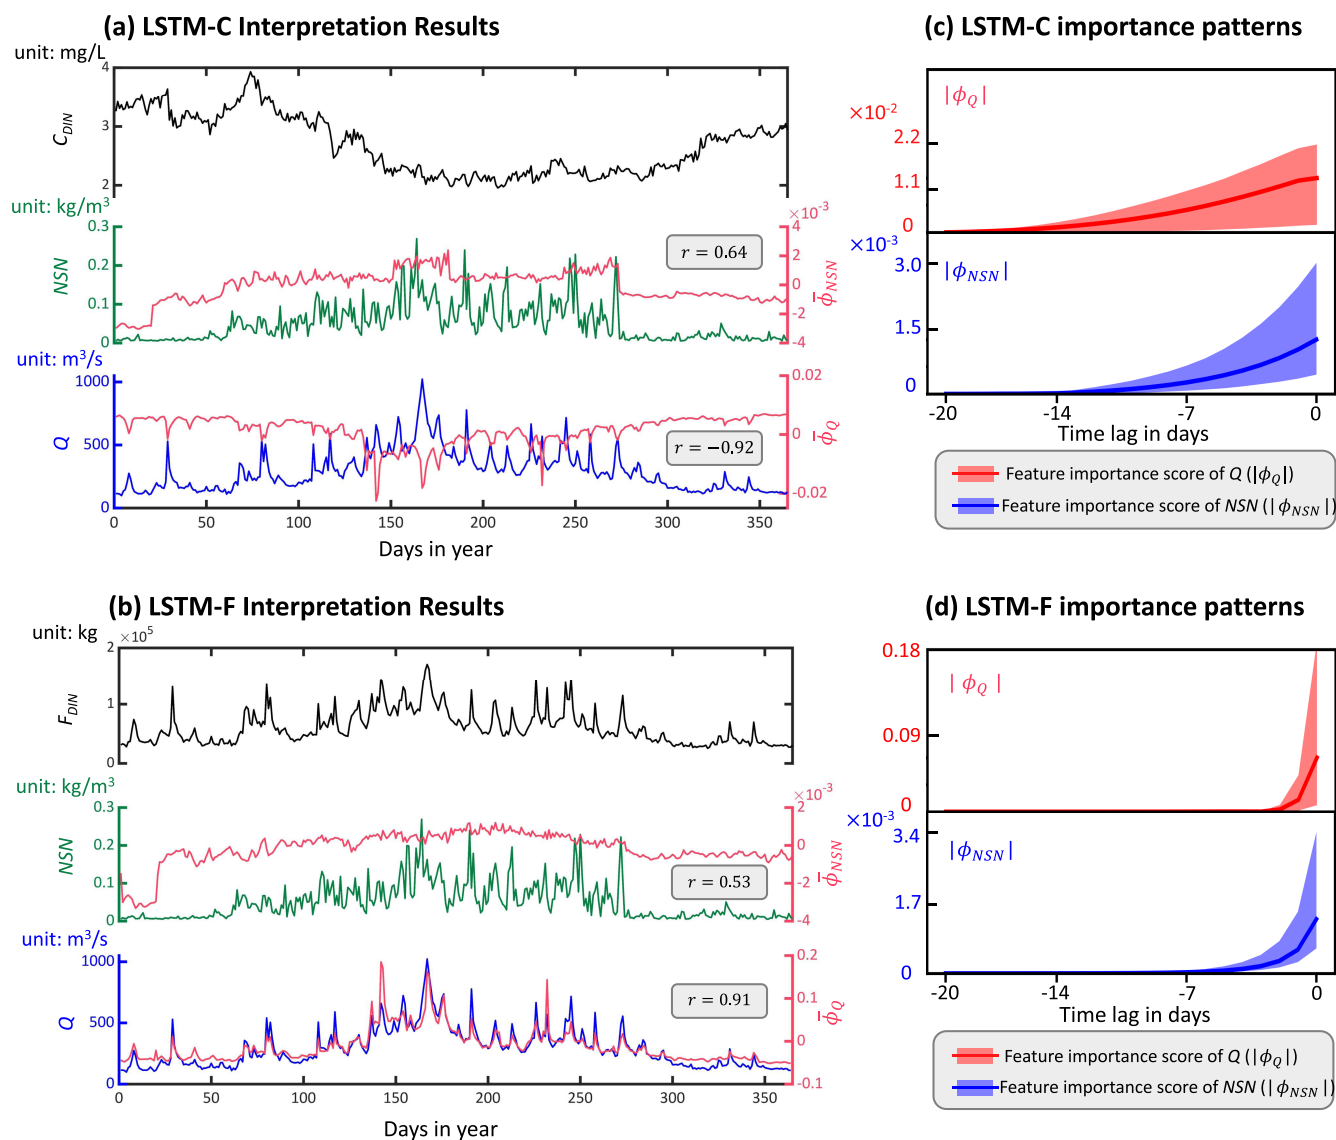 (a) LSTM-C Interpretation Results
unit: mg/L
4
3
2
C_DIN
unit: kg/m³
0.3
0.2
0.1
0
NSN
×10⁻³
4
2
0
-2
-4
ϕ̅_NSN
r = 0.64
unit: m³/s
1000
500
0
Q
0.02
0
-0.02
ϕ̅_Q
r = −0.92
0 50 100 150 200 250 300 350
Days in year
(c) LSTM-C importance patterns
|ϕ_Q|
×10⁻²
2.2
1.1
0
×10⁻³
|ϕ_NSN|
3.0
1.5
0
-20 -14 -7 0
Time lag in days
Feature importance score of Q (|ϕ_Q|)
Feature importance score of NSN (|ϕ_NSN|)
(b) LSTM-F Interpretation Results
unit: kg
×10⁵
2
1
0
F_DIN
unit: kg/m³
0.3
0.2
0.1
0
NSN
×10⁻³
2
0
-2
-4
ϕ̅_NSN
r = 0.53
unit: m³/s
1000
500
0
Q
0.2
0.1
0
-0.1
ϕ̅_Q
r = 0.91
0 50 100 150 200 250 300 350
Days in year
(d) LSTM-F importance patterns
0.18
|ϕ_Q|
0.09
0
×10⁻³
3.4
|ϕ_NSN|
1.7
0
-20 -14 -7 0
Time lag in days
Feature importance score of Q (|ϕ_Q|)
Feature importance score of NSN (|ϕ_NSN|)